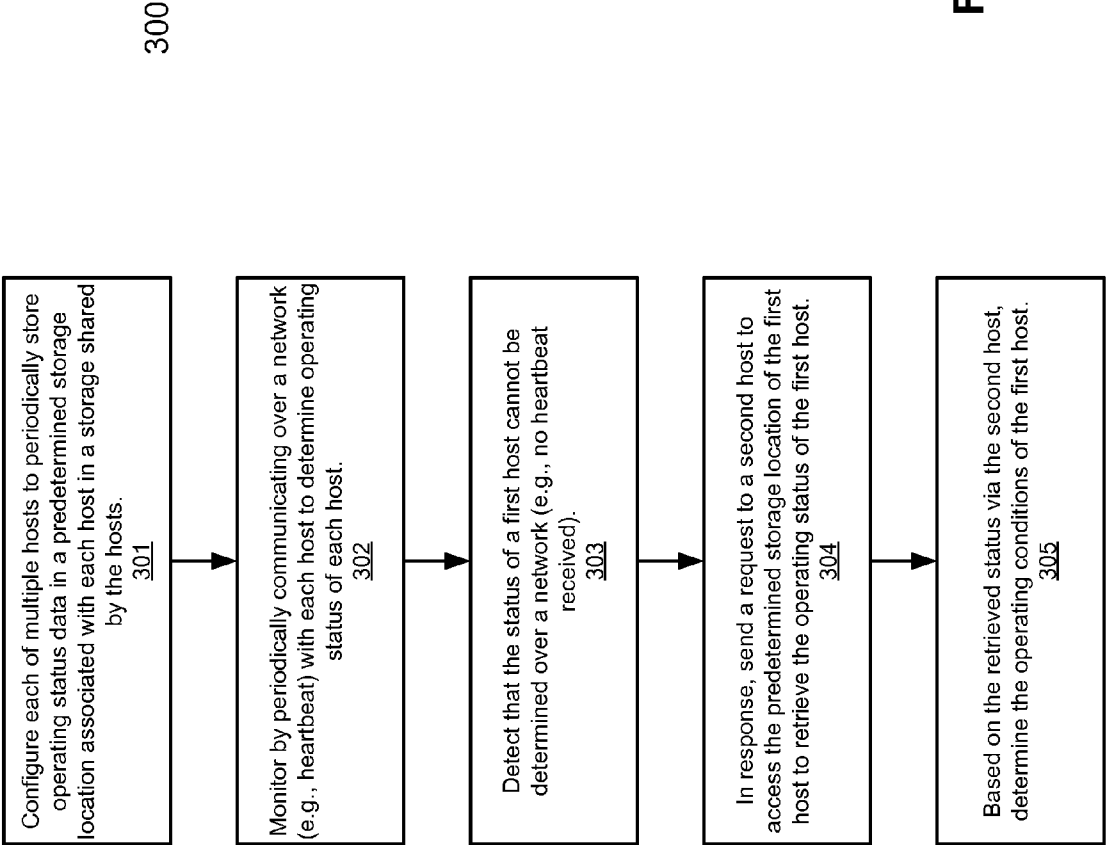 Configure each of multiple hosts to periodically store
operating status data in a predetermined storage
location associated with each host in a storage shared
by the hosts.
301
Monitor by periodically communicating over a network
(e.g., heartbeat) with each host to determine operating
status of each host.
302
Detect that the status of a first host cannot be
determined over a network (e.g., no heartbeat
received).
303
In response, send a request to a second host to
access the predetermined storage location of the first
host to retrieve the operating status of the first host.
304
Based on the retrieved status via the second host,
determine the operating conditions of the first host.
305
300
F